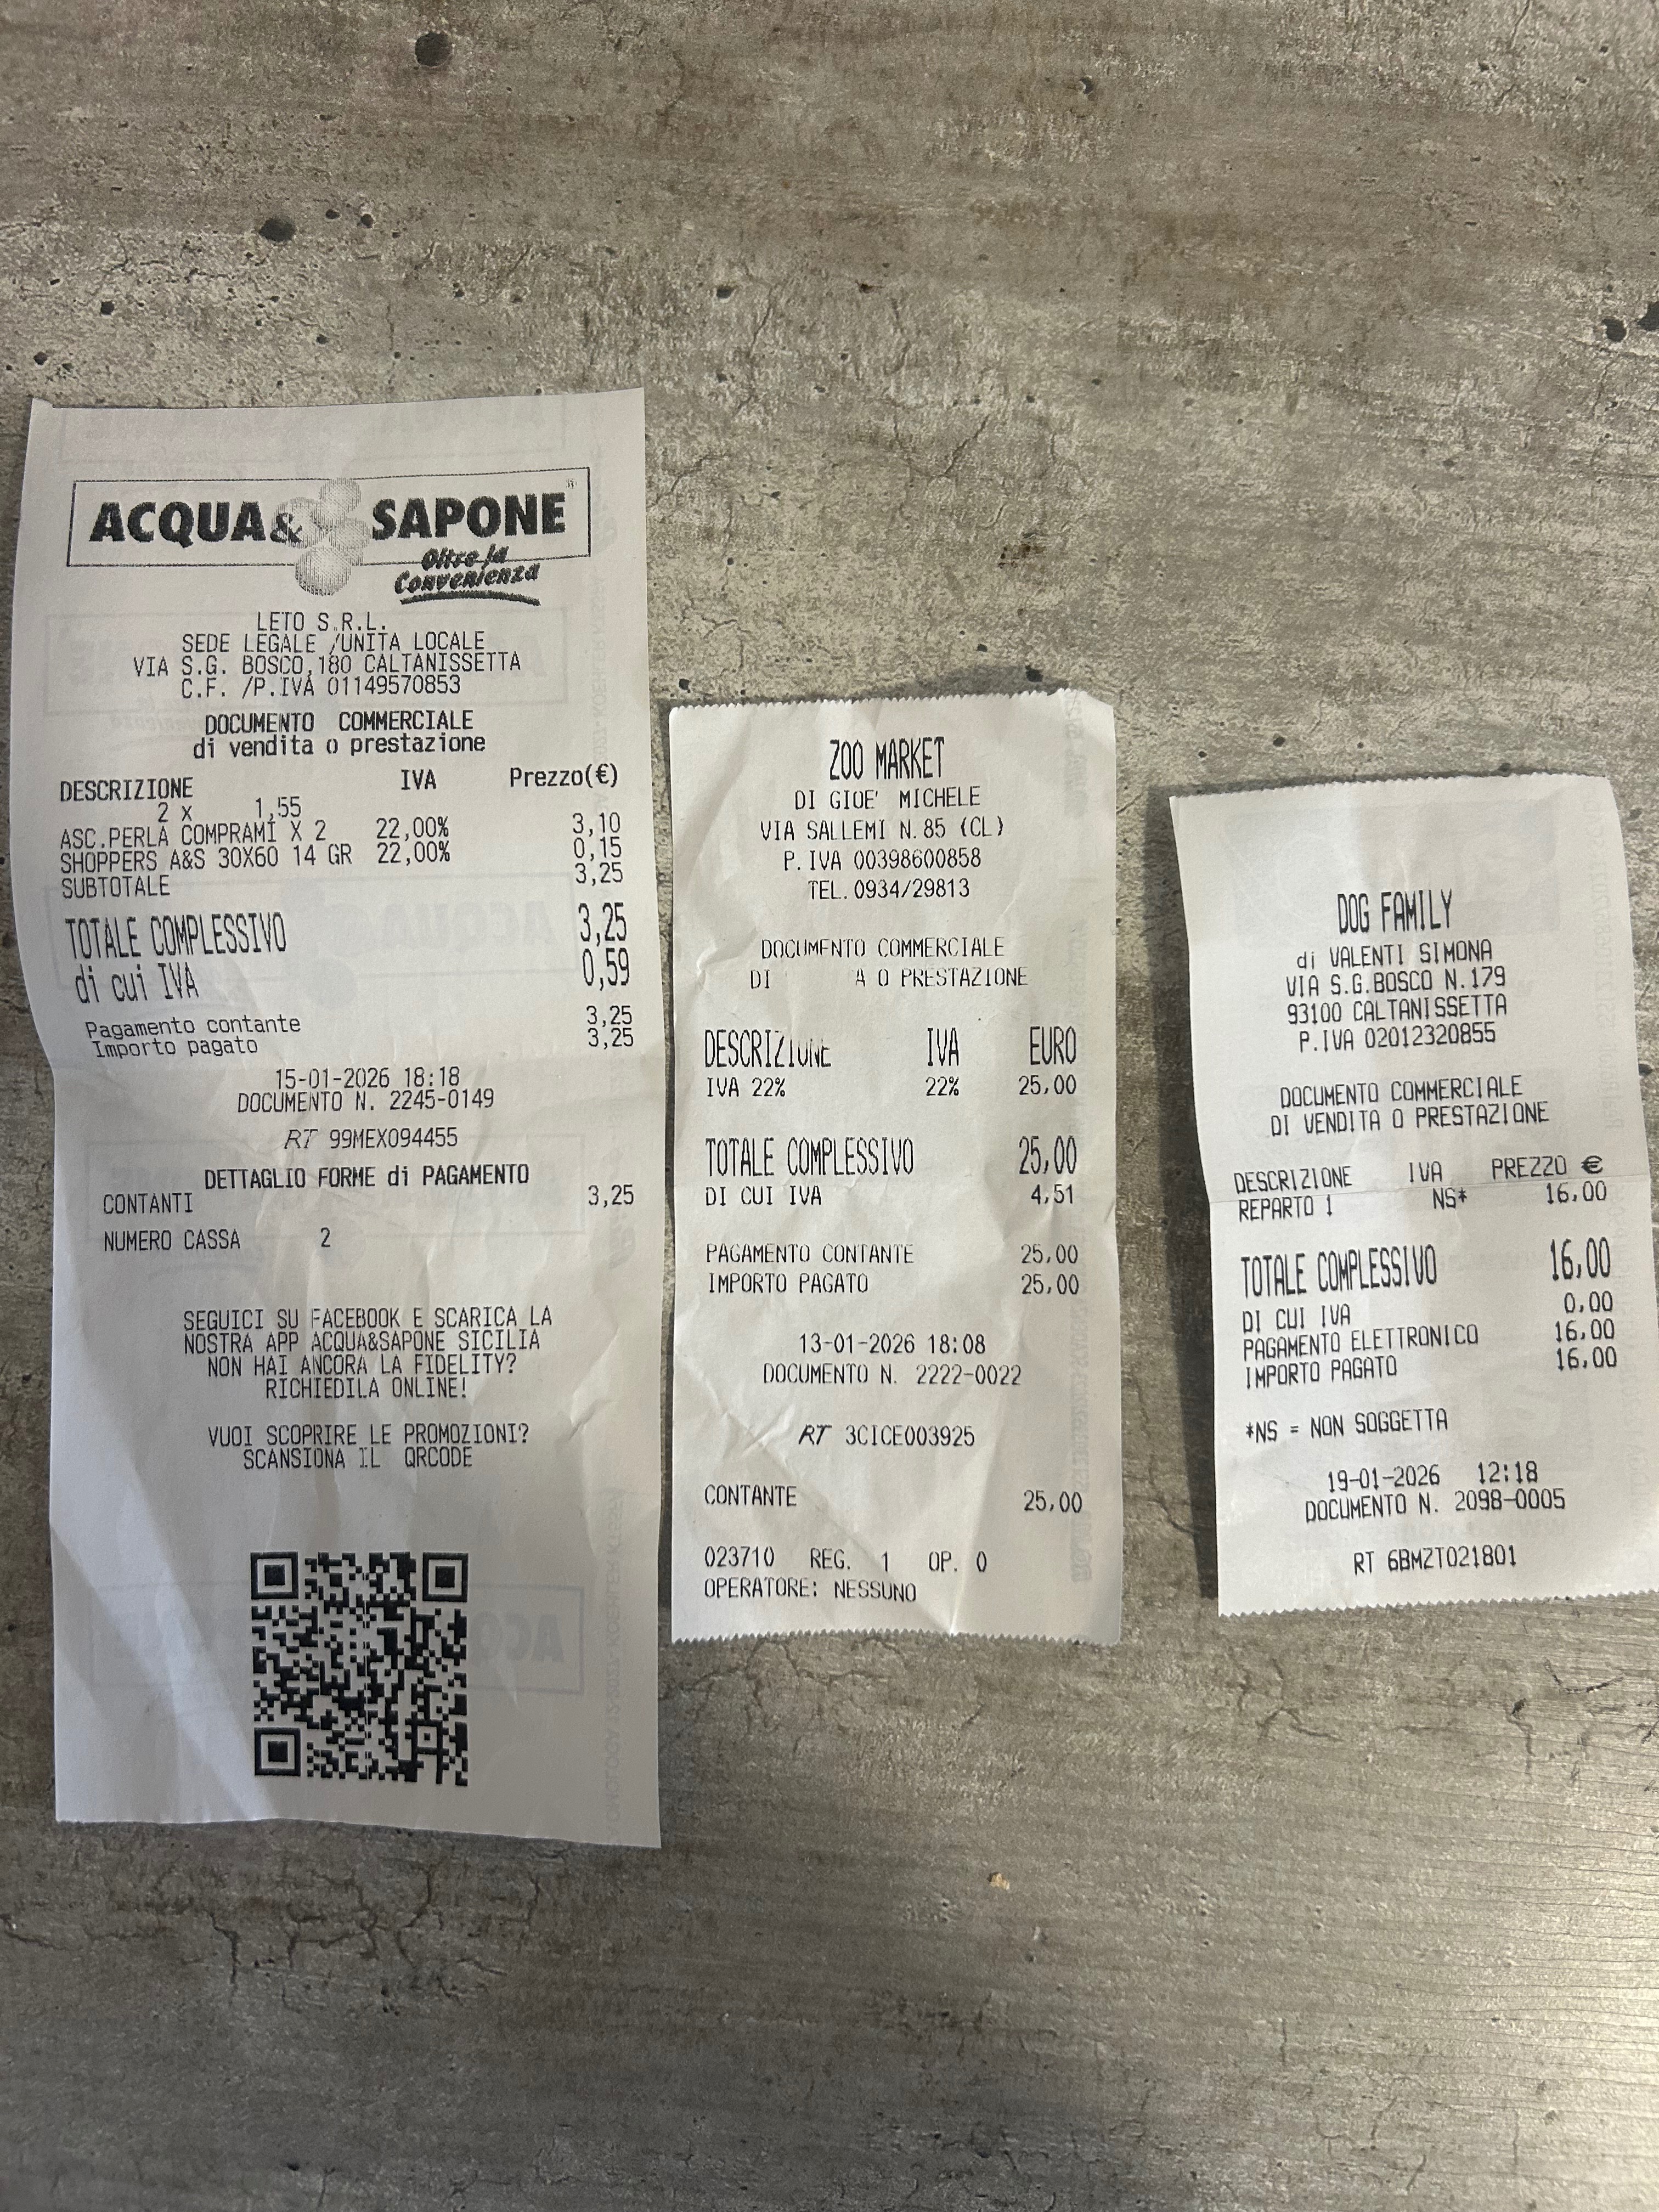 ACQUA & SAPONE
Oltre la
Convenienza
LETO S.R.L.
SEDE LEGALE /UNITA LOCALE
VIA S.G. BOSCO,180 CALTANISSETTA
C.F. /P.IVA 01149570853
DOCUMENTO COMMERCIALE
di vendita o prestazione
DESCRIZIONE IVA Prezzo(€)
2 x 1,55
ASC.PERLA COMPRAMI X 2 22,00% 3,10
SHOPPERS A&S 30X60 14 GR 22,00% 0,15
SUBTOTALE 3,25
TOTALE COMPLESSIVO 3,25
di cui IVA 0,59
Pagamento contante 3,25
Importo pagato 3,25
15-01-2026 18:18
DOCUMENTO N. 2245-0149
RT 99MEX094455
DETTAGLIO FORME di PAGAMENTO
CONTANTI 3,25
NUMERO CASSA 2
SEGUICI SU FACEBOOK E SCARICA LA
NOSTRA APP ACQUA&SAPONE SICILIA
NON HAI ANCORA LA FIDELITY?
RICHIEDILA ONLINE!
VUOI SCOPRIRE LE PROMOZIONI?
SCANSIONA IL QRCODE
ZOO MARKET
DI GIOE' MICHELE
VIA SALLEMI N.85 (CL)
P.IVA 00398600858
TEL.0934/29813
DOCUMENTO COMMERCIALE
DI A O PRESTAZIONE
DESCRIZIONE IVA EURO
IVA 22% 22% 25,00
TOTALE COMPLESSIVO 25,00
DI CUI IVA 4,51
PAGAMENTO CONTANTE 25,00
IMPORTO PAGATO 25,00
13-01-2026 18:08
DOCUMENTO N. 2222-0022
RT 3CICE003925
CONTANTE 25,00
023710 REG. 1 OP. 0
OPERATORE: NESSUNO
DOG FAMILY
di VALENTI SIMONA
VIA S.G.BOSCO N.179
93100 CALTANISSETTA
P.IVA 02012320855
DOCUMENTO COMMERCIALE
DI VENDITA O PRESTAZIONE
DESCRIZIONE IVA PREZZO €
REPARTO 1 NS* 16,00
TOTALE COMPLESSIVO 16,00
DI CUI IVA 0,00
PAGAMENTO ELETTRONICO 16,00
IMPORTO PAGATO 16,00
*NS = NON SOGGETTA
19-01-2026 12:18
DOCUMENTO N. 2098-0005
RT 6BMZT021801